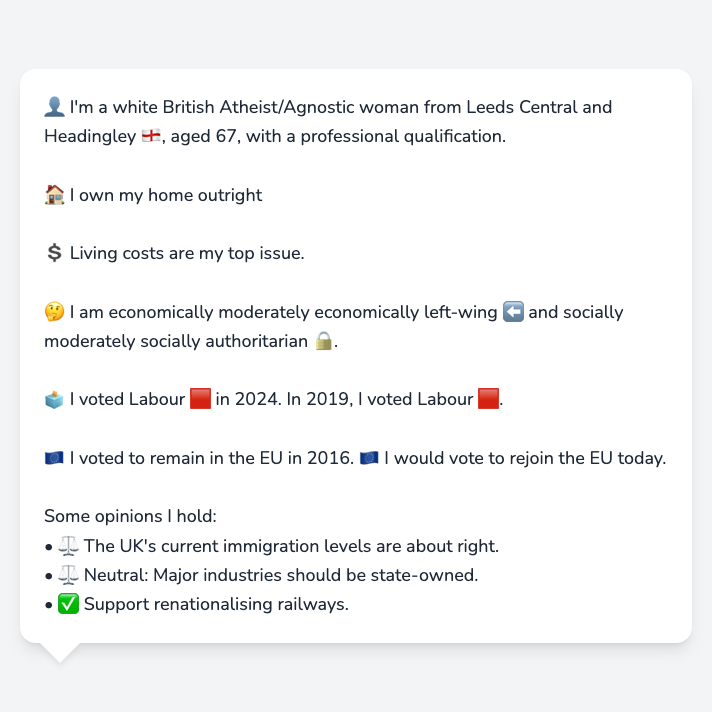 👤 I'm a white British Atheist/Agnostic woman from Leeds Central and
Headingley 🏴󠁧󠁢󠁥󠁮󠁧󠁿, aged 67, with a professional qualification.
🏠 I own my home outright
💲 Living costs are my top issue.
🤔 I am economically moderately economically left-wing ⬅️ and socially
moderately socially authoritarian 🔒.
🗳️ I voted Labour 🟥 in 2024. In 2019, I voted Labour 🟥.
🇪🇺 I voted to remain in the EU in 2016. 🇪🇺 I would vote to rejoin the EU today.
Some opinions I hold:
• ⚖️ The UK's current immigration levels are about right.
• ⚖️ Neutral: Major industries should be state-owned.
• ✅ Support renationalising railways.